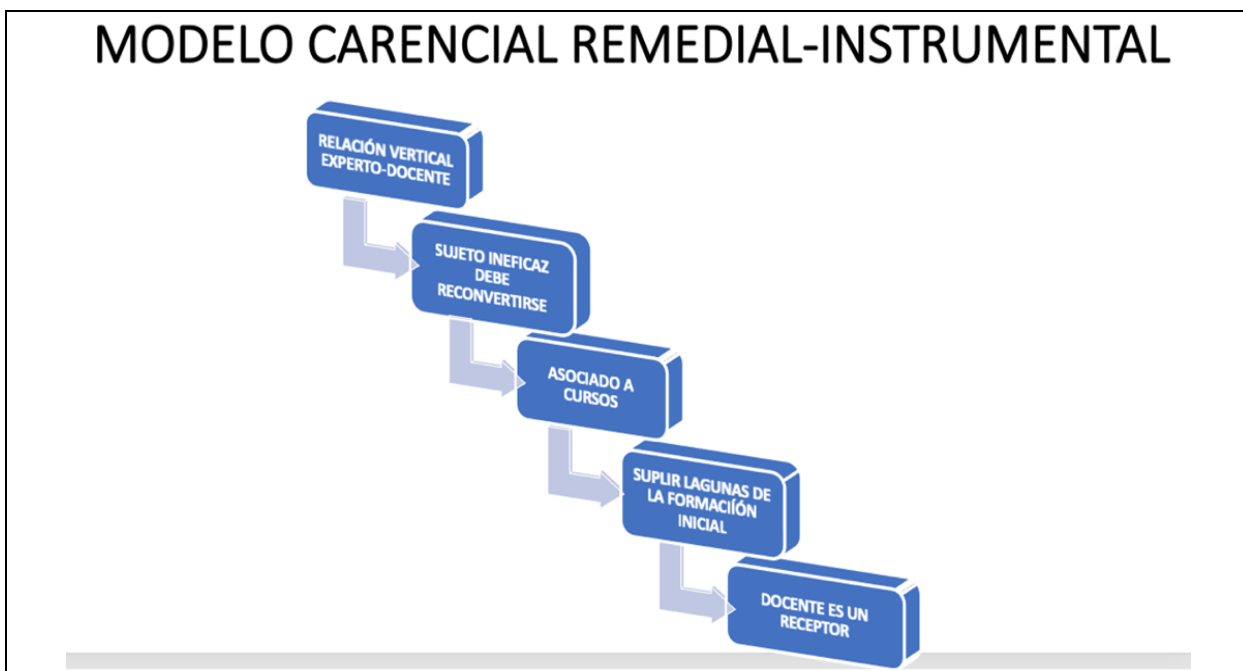 MODELO CARENCIAL REMEDIAL-INSTRUMENTAL
RELACIÓN VERTICAL
EXPERTO-DOCENTE
SUJETO INEFICAZ
DEBE
RECONVERTIRSE
ASOCIADO A
CURSOS
SUPLIR LAGUNAS DE
LA FORMACIÍÓN
INICIAL
DOCENTE ES UN
RECEPTOR